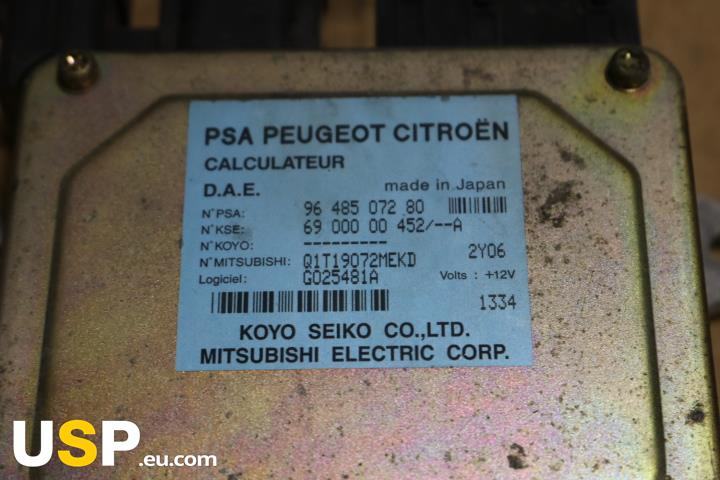 PSA PEUGEOT CITROËN
CALCULATEUR
D.A.E. made in Japan
N°PSA: 96 485 072 80
N°KSE: 69 000 00 452/--A
N°KOYO: ---------
N°MITSUBISHI: Q1T19072MEKD 2Y06
Logiciel: G025481A Volts : +12V
1334
KOYO SEIKO CO.,LTD.
MITSUBISHI ELECTRIC CORP.
USP.eu.com